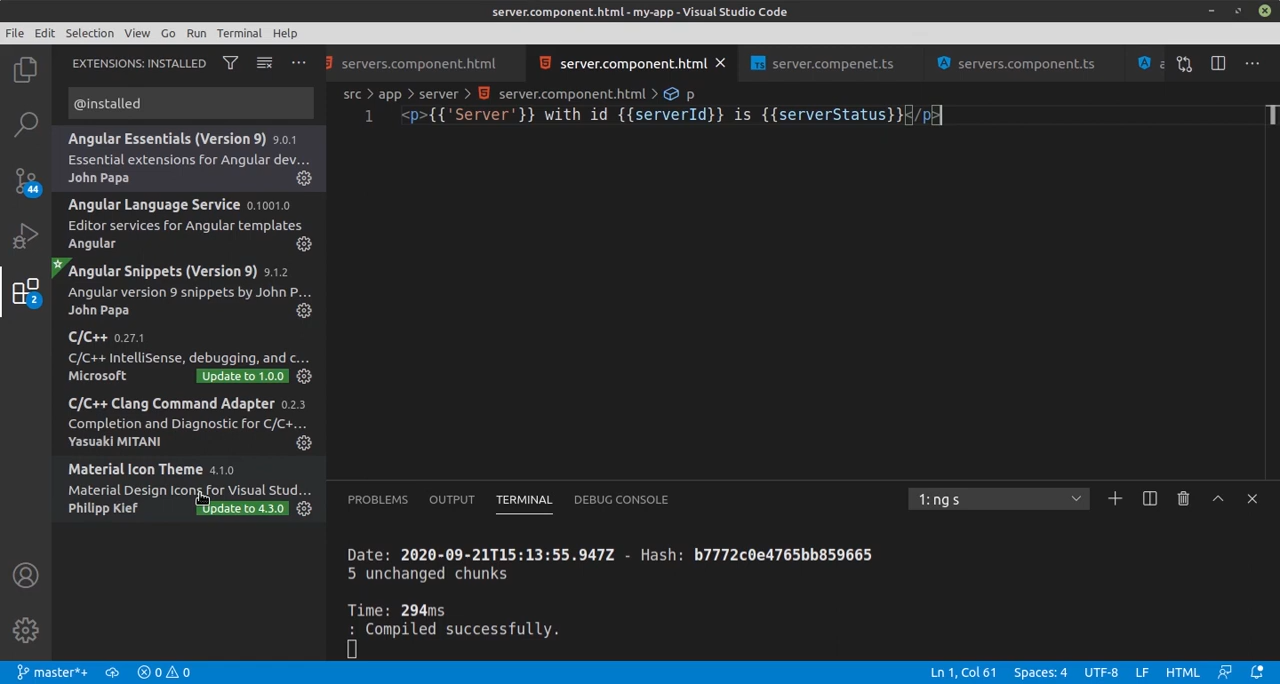 server.component.html - my-app - Visual Studio Code
File Edit Selection View Go Run Terminal Help
EXTENSIONS: INSTALLED
servers.component.html server.component.html TS server.compenet.ts servers.component.ts a
@installed
src > app > server > server.component.html > p
1 <p>{{'Server'}} with id {{serverId}} is {{serverStatus}}</p>
Angular Essentials (Version 9) 9.0.1
Essential extensions for Angular dev...
John Papa
Angular Language Service 0.1001.0
Editor services for Angular templates
Angular
Angular Snippets (Version 9) 9.1.2
Angular version 9 snippets by John P...
John Papa
C/C++ 0.27.1
C/C++ IntelliSense, debugging, and c...
Microsoft Update to 1.0.0
C/C++ Clang Command Adapter 0.2.3
Completion and Diagnostic for C/C+...
Yasuaki MITANI
Material Icon Theme 4.1.0
Material Design Icons for Visual Stud...
Philipp Kief Update to 4.3.0
44
2
PROBLEMS OUTPUT TERMINAL DEBUG CONSOLE 1: ng s
Date: 2020-09-21T15:13:55.947Z - Hash: b7772c0e4765bb859665
5 unchanged chunks
Time: 294ms
: Compiled successfully.
master*+ 0 0 Ln 1, Col 61 Spaces: 4 UTF-8 LF HTML